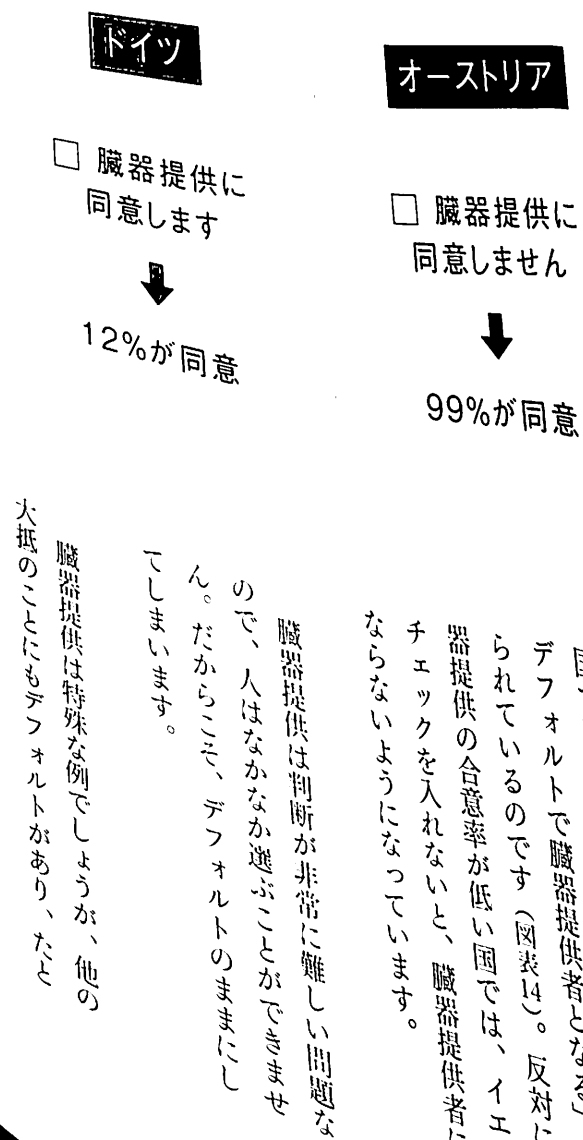 ドイツ
□ 臓器提供に
同意します
12%が同意
オーストリア
□ 臓器提供に
同意しません
99%が同意
デフォルトで臓器提供者となる」
られているのです（図表14）。反対に
器提供の合意率が低い国では、イエ
チェックを入れないと、臓器提供者に
ならないようになっています。
臓器提供は判断が非常に難しい問題な
ので、人はなかなか選ぶことができませ
ん。だからこそ、デフォルトのままにし
てしまいます。
臓器提供は特殊な例でしょうが、他の
大抵のことにもデフォルトがあり、たと